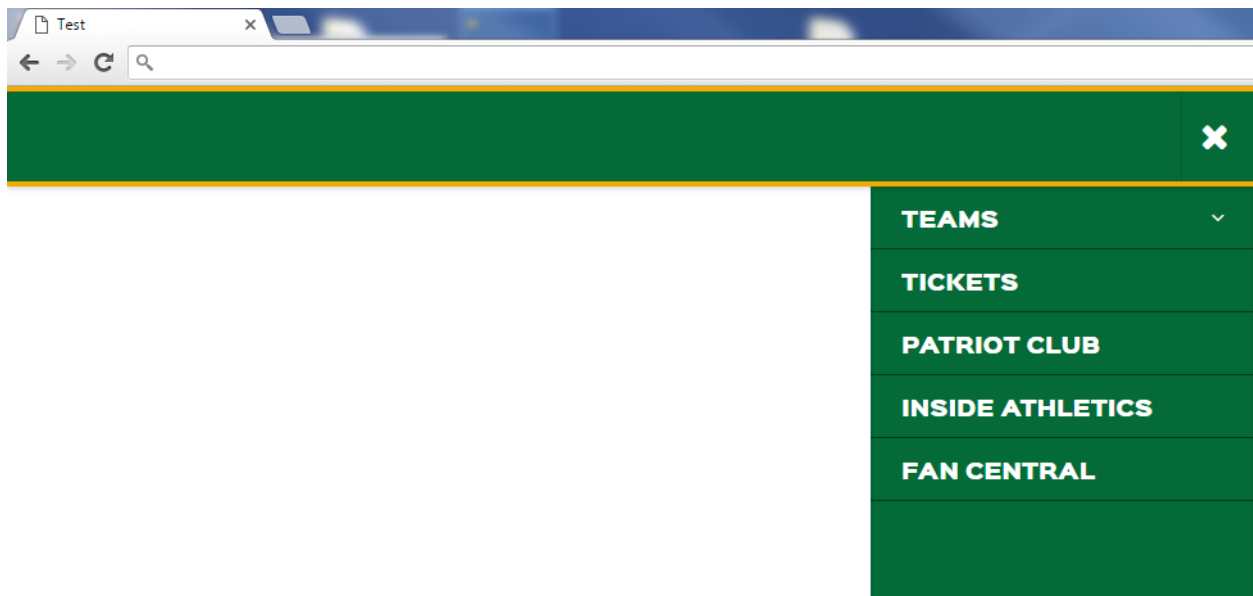 Test
TEAMS
TICKETS
PATRIOT CLUB
INSIDE ATHLETICS
FAN CENTRAL